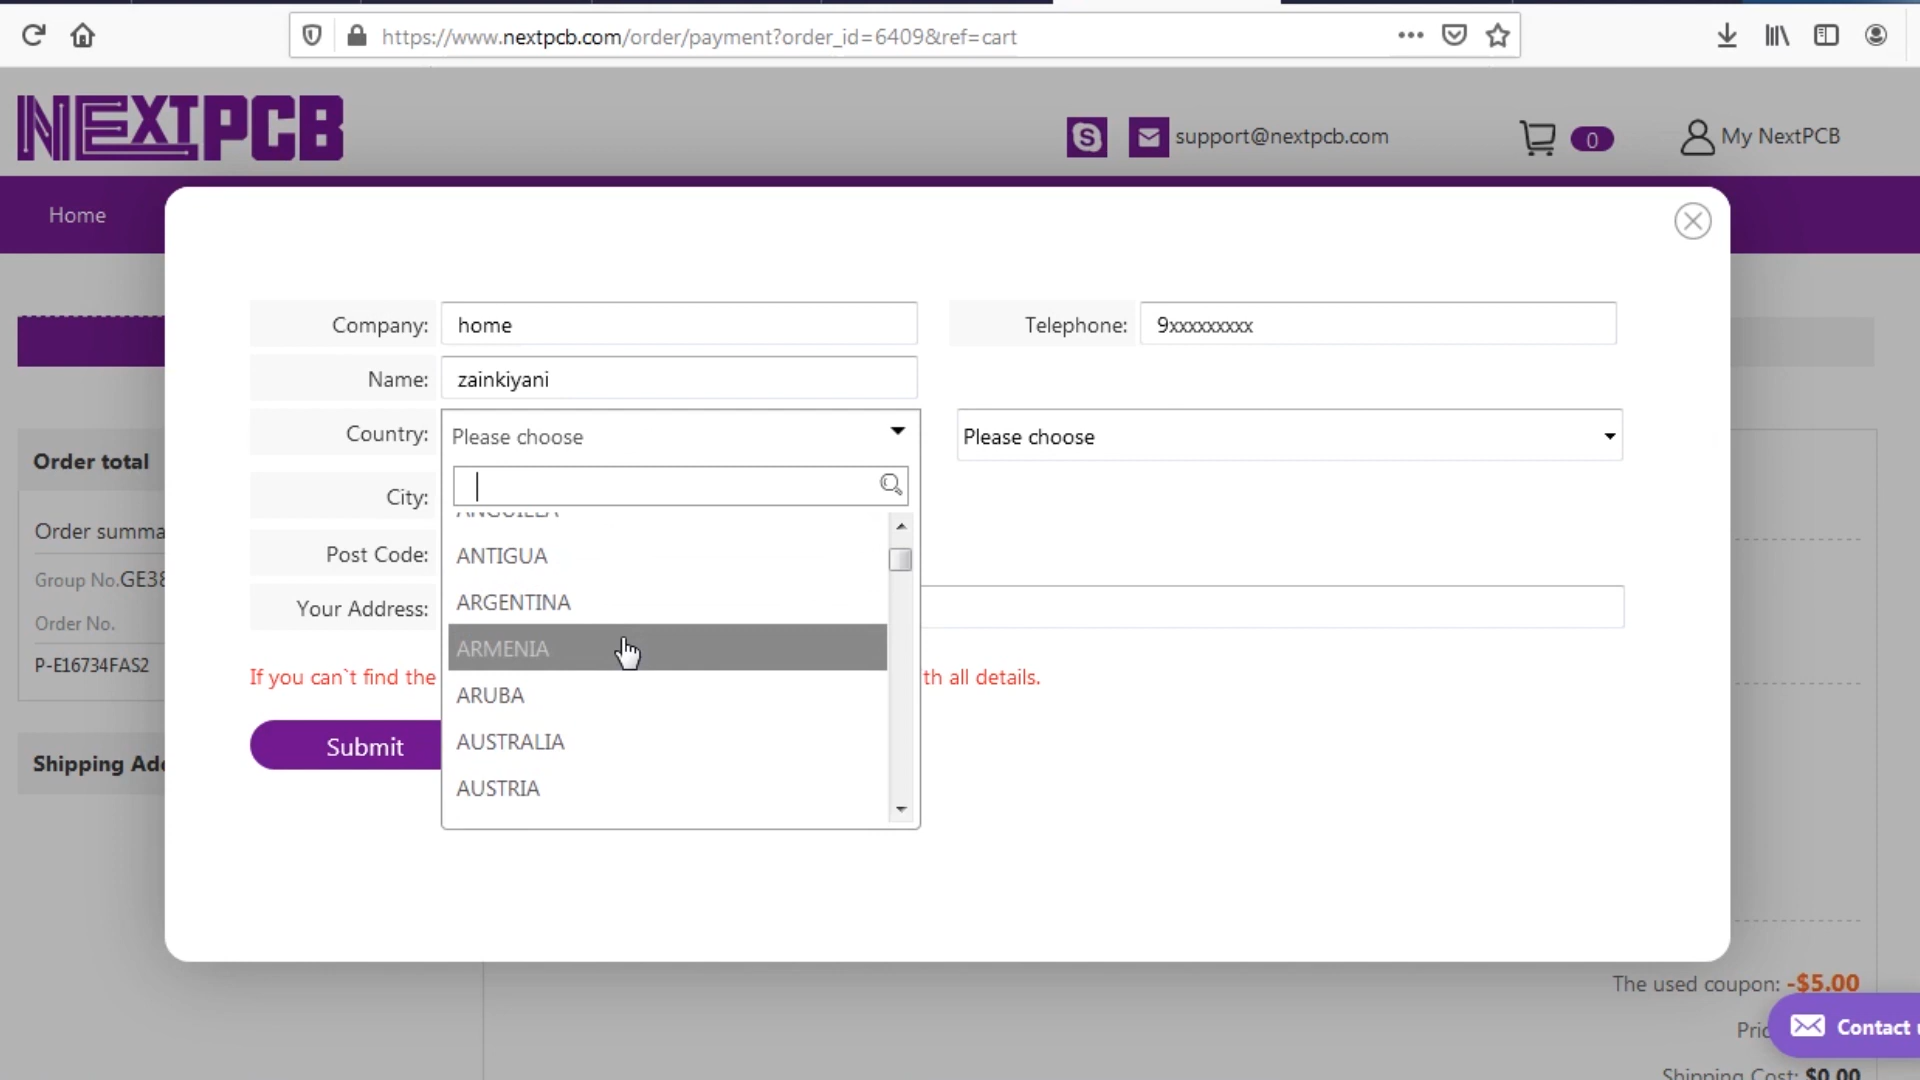 https://www.nextpcb.com/order/payment?order_id=6409&ref=cart
NEXTPCB
support@nextpcb.com
0
My NextPCB
Home
Company: home
Telephone: 9xxxxxxxxx
Name: zainkiyani
Country: Please choose
Please choose
City:
ANGUILLA
Post Code:
ANTIGUA
ARGENTINA
Your Address:
ARMENIA
If you can`t find the
th all details.
ARUBA
Submit
AUSTRALIA
AUSTRIA
Order total
Order summa
Group No.GE38
Order No.
P-E16734FAS2
Shipping Add
The used coupon: -$5.00
Pric
Contact u
Shipping Cost: $0.00